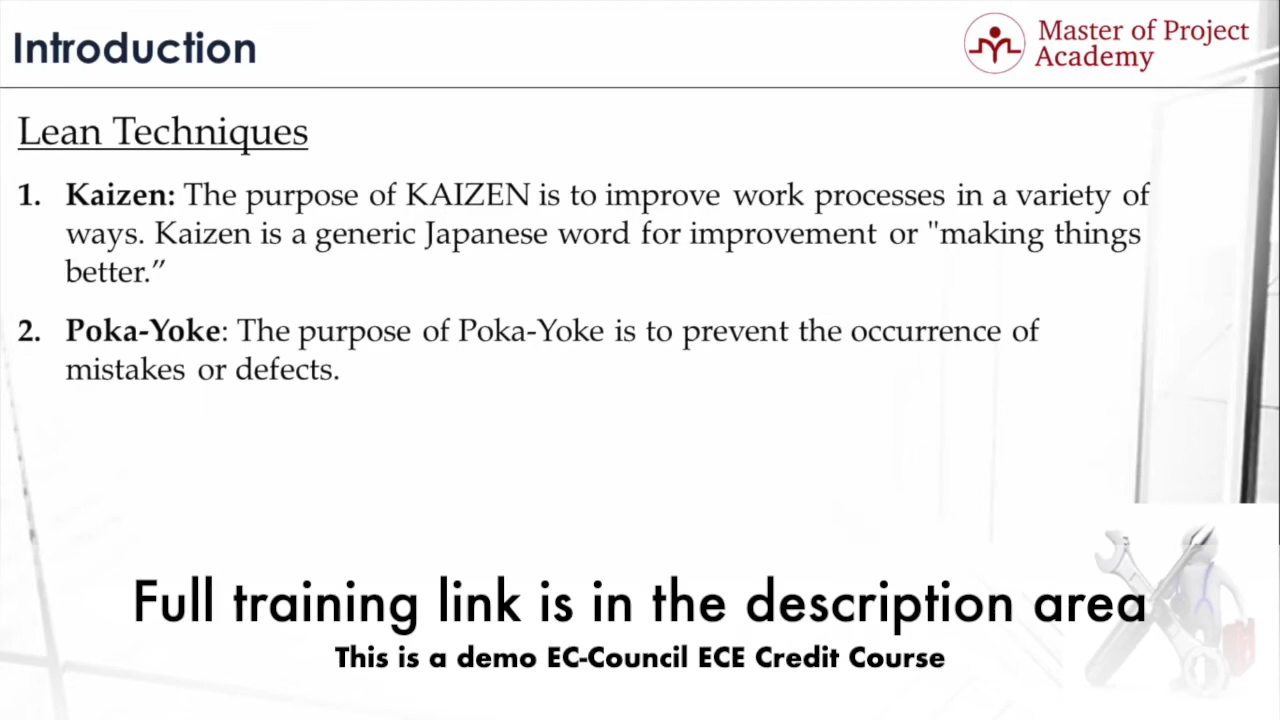 Introduction
Master of Project
Academy
Lean Techniques
1. Kaizen: The purpose of KAIZEN is to improve work processes in a variety of
ways. Kaizen is a generic Japanese word for improvement or "making things
better.”
2. Poka-Yoke: The purpose of Poka-Yoke is to prevent the occurrence of
mistakes or defects.
Full training link is in the description area
This is a demo EC-Council ECE Credit Course